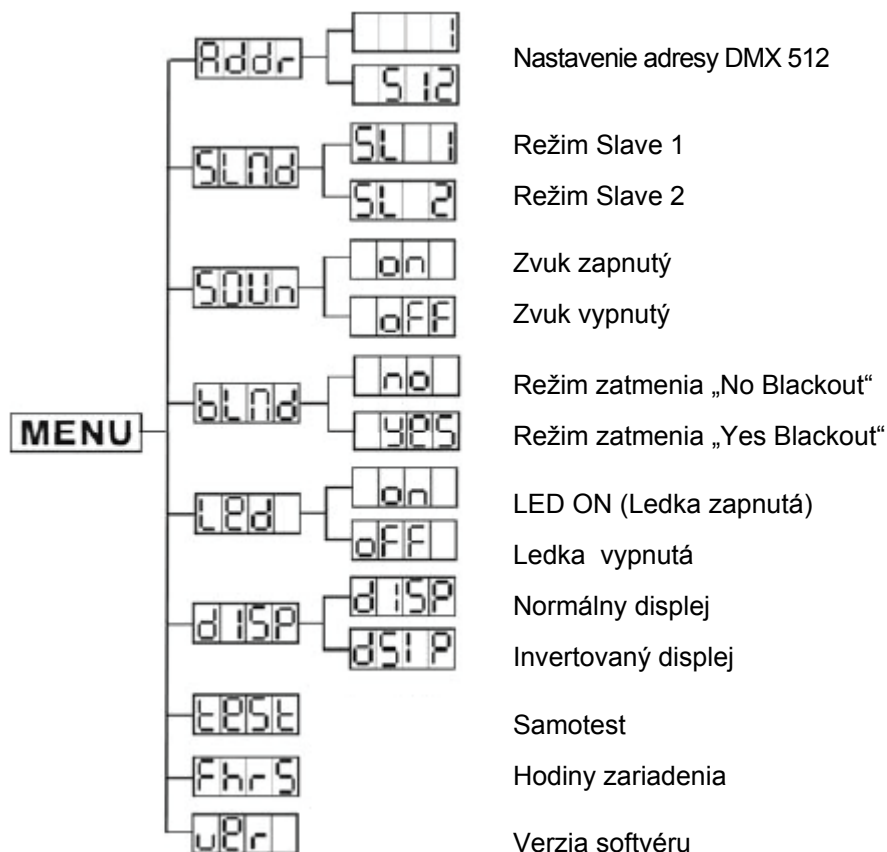 Addr 1 Nastavenie adresy DMX 512
512
SLMd SL 1 Režim Slave 1
SL 2 Režim Slave 2
SOUn on Zvuk zapnutý
oFF Zvuk vypnutý
bLMd no Režim zatmenia „No Blackout“
yes Režim zatmenia „Yes Blackout“
MENU
Led on LED ON (Ledka zapnutá)
oFF Ledka vypnutá
dISP dISP Normálny displej
dSIP Invertovaný displej
test Samotest
FhrS Hodiny zariadenia
ver Verzia softvéru